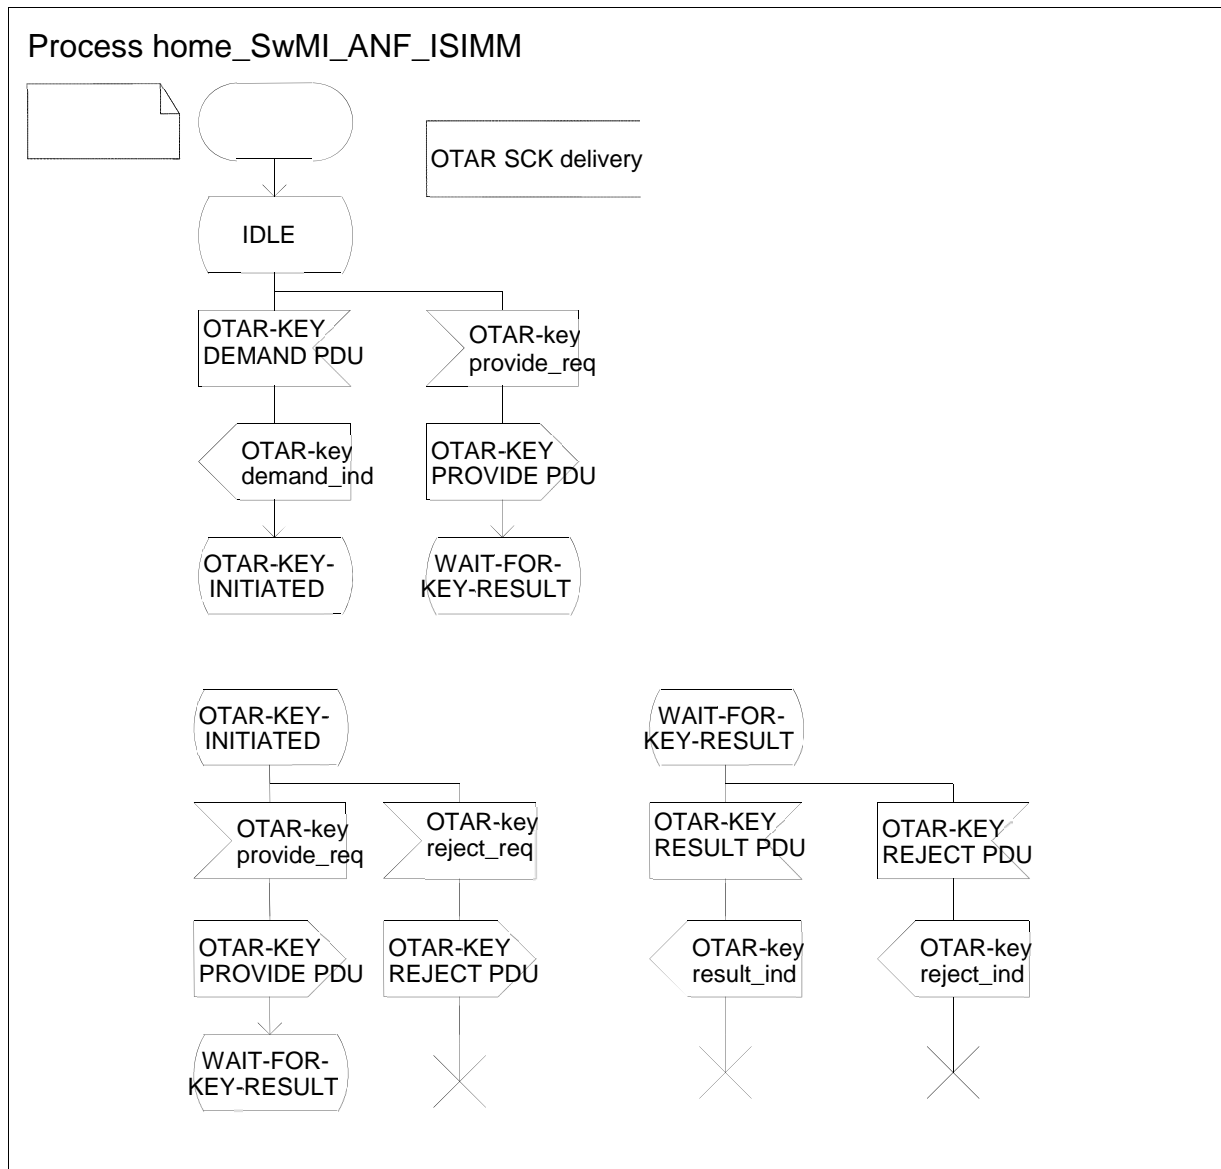 Process home_SwMI_ANF_ISIMM
OTAR SCK delivery
IDLE
OTAR-KEY
DEMAND PDU
OTAR-key
provide_req
OTAR-key
demand_ind
OTAR-KEY
PROVIDE PDU
OTAR-KEY-
INITIATED
WAIT-FOR-
KEY-RESULT
OTAR-KEY-
INITIATED
WAIT-FOR-
KEY-RESULT
OTAR-key
provide_req
OTAR-key
reject_req
OTAR-KEY
RESULT PDU
OTAR-KEY
REJECT PDU
OTAR-KEY
PROVIDE PDU
OTAR-KEY
REJECT PDU
OTAR-key
result_ind
OTAR-key
reject_ind
WAIT-FOR-
KEY-RESULT